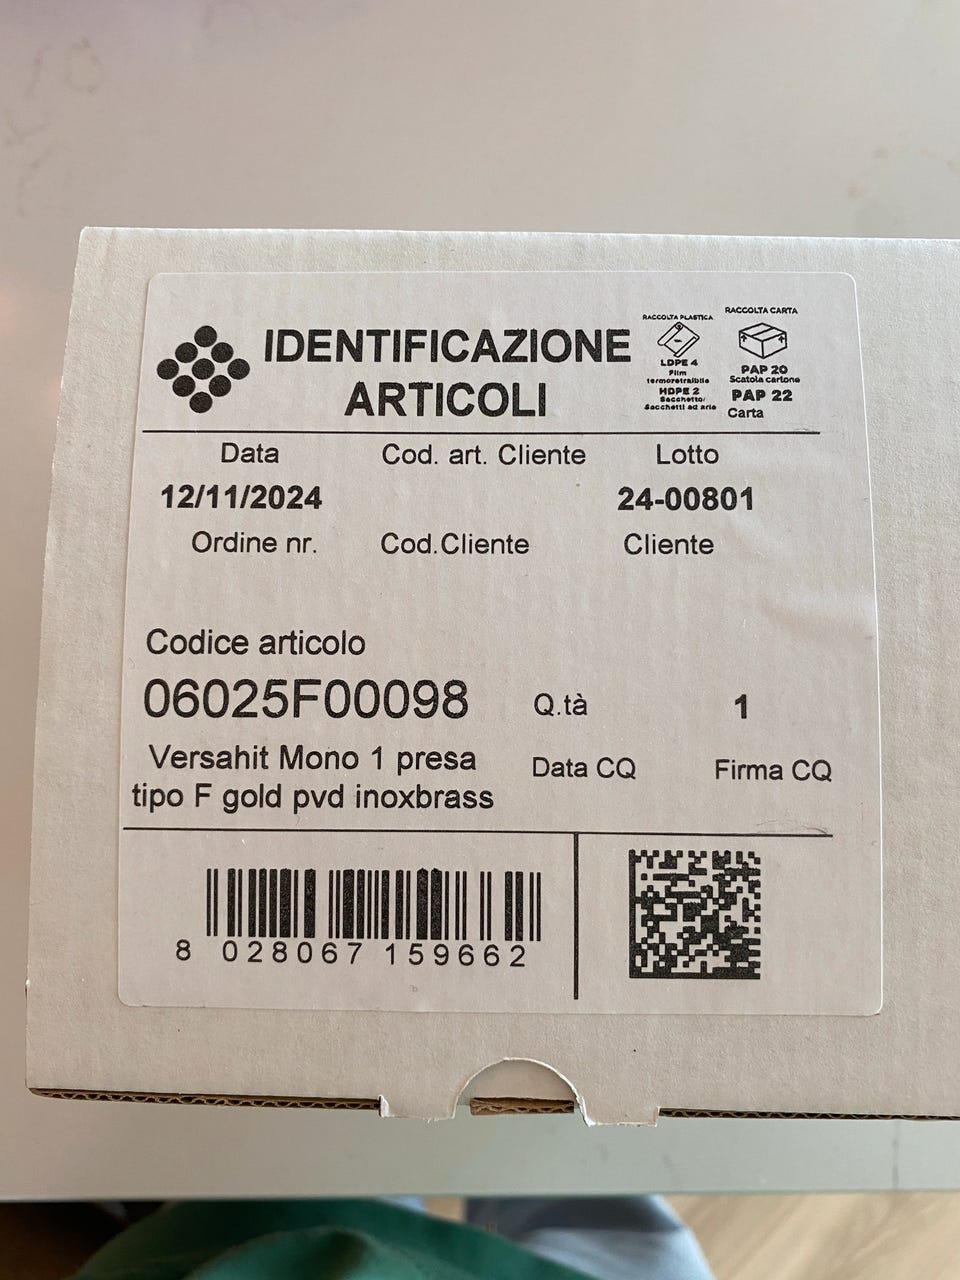 IDENTIFICAZIONE
ARTICOLI
RACCOLTA PLASTICA
LDPE 4
Film
termoretraibile
HDPE 2
Sacchetto/
Sacchetti ad aria
RACCOLTA CARTA
PAP 20
Scatola cartone
PAP 22
Carta
Data Cod. art. Cliente Lotto
12/11/2024 24-00801
Ordine nr. Cod.Cliente Cliente
Codice articolo
06025F00098 Q.tà 1
Versahit Mono 1 presa
tipo F gold pvd inoxbrass
Data CQ Firma CQ
8 028067 159662